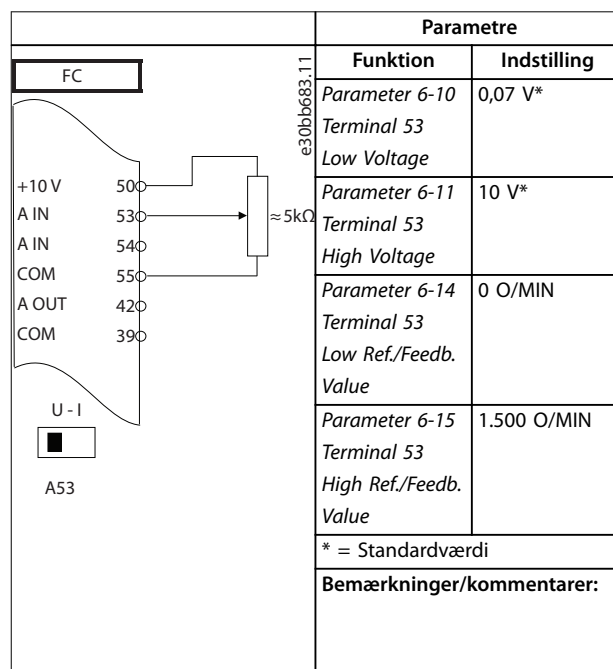 FC
e30bb683.11
+10 V 50
A IN 53
A IN 54
COM 55
A OUT 42
COM 39
≈5kΩ
U - I
A53
Parametre
Funktion Indstilling
Parameter 6-10 0,07 V*
Terminal 53
Low Voltage
Parameter 6-11 10 V*
Terminal 53
High Voltage
Parameter 6-14 0 O/MIN
Terminal 53
Low Ref./Feedb.
Value
Parameter 6-15 1.500 O/MIN
Terminal 53
High Ref./Feedb.
Value
* = Standardværdi
Bemærkninger/kommentarer: